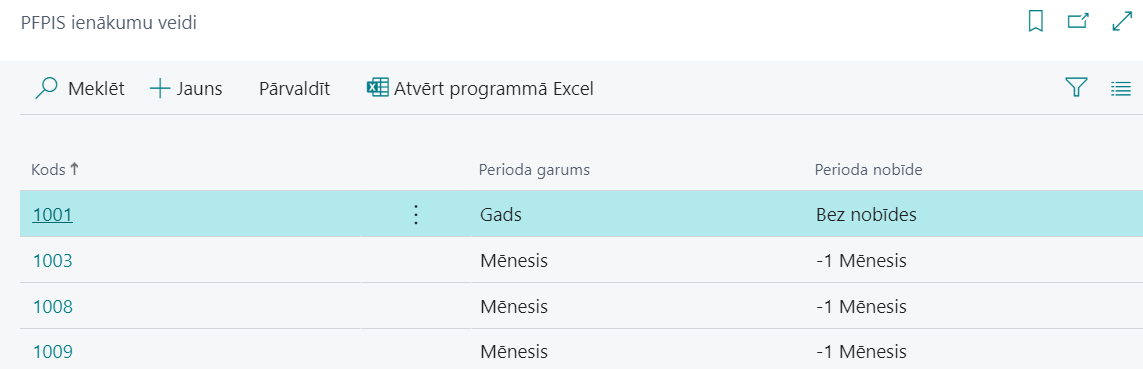 PFPIS ienākumu veidi
Meklēt Jauns Pārvaldīt Atvērt programmā Excel
Kods Perioda garums Perioda nobīde
1001 Gads Bez nobīdes
1003 Mēnesis -1 Mēnesis
1008 Mēnesis -1 Mēnesis
1009 Mēnesis -1 Mēnesis